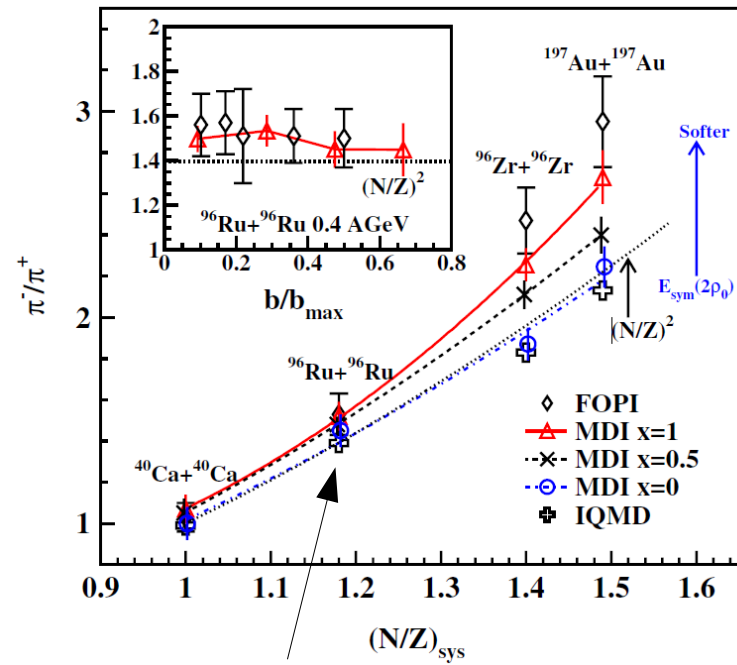 π⁻/π⁺
3
2
1
2
1.8
1.6
1.4
1.2
1
0
0.2
0.4
0.6
0.8
(N/Z)²
⁹⁶Ru+⁹⁶Ru 0.4 AGeV
b/b_max
¹⁹⁷Au+¹⁹⁷Au
⁹⁶Zr+⁹⁶Zr
Softer
E_sym(2ρ₀)
(N/Z)²
⁹⁶Ru+⁹⁶Ru
⁴⁰Ca+⁴⁰Ca
FOPI
MDI x=1
MDI x=0.5
MDI x=0
IQMD
0.9
1
1.1
1.2
1.3
1.4
1.5
1.6
(N/Z)_sys